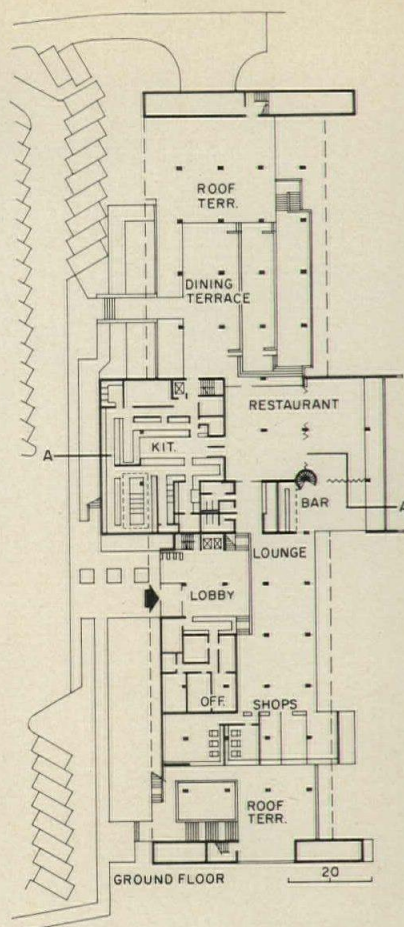 ROOF
TERR.
DINING
TERRACE
RESTAURANT
KIT.
A
A
BAR
LOUNGE
LOBBY
OFF.
SHOPS
ROOF
TERR.
GROUND FLOOR
20